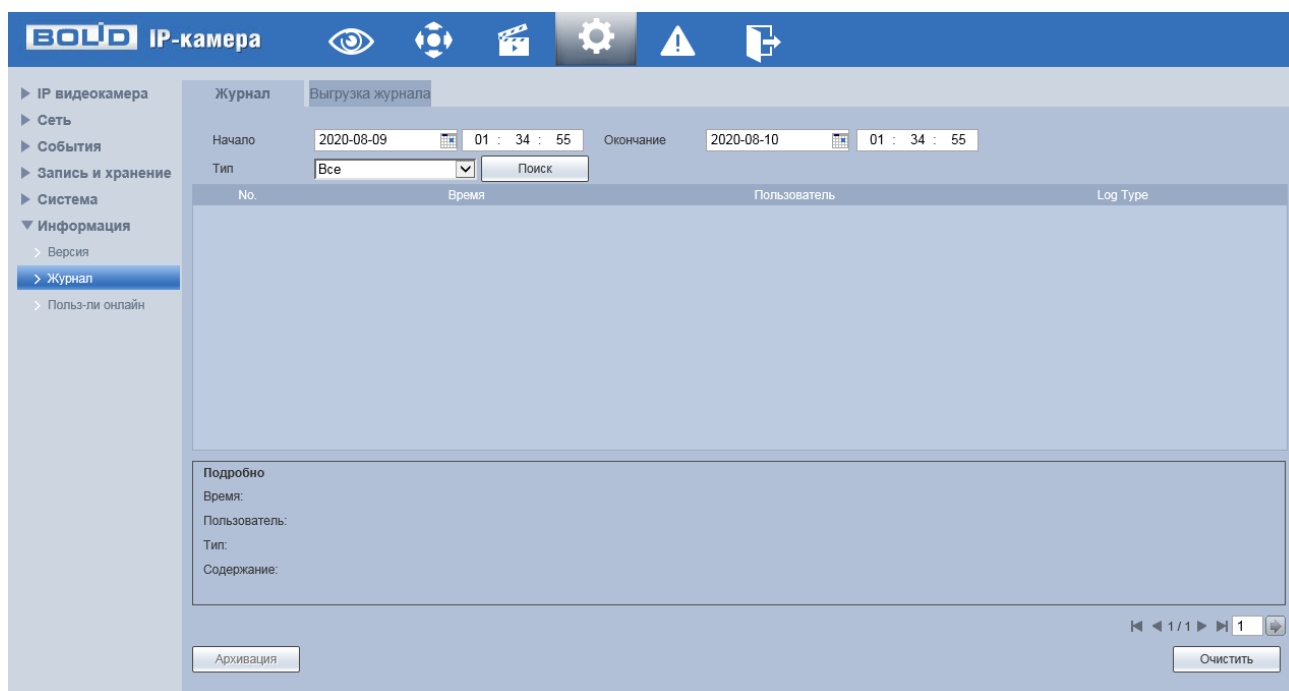 BOLID IP-камера
IP видеокамера
Сеть
События
Запись и хранение
Система
Информация
Версия
Журнал
Польз-ли онлайн
Журнал Выгрузка журнала
Начало 2020-08-09 01 : 34 : 55 Окончание 2020-08-10 01 : 34 : 55
Тип Все Поиск
No. Время Пользователь Log Type
Подробно
Время:
Пользователь:
Тип:
Содержание:
1 / 1 1
Архивация Очистить